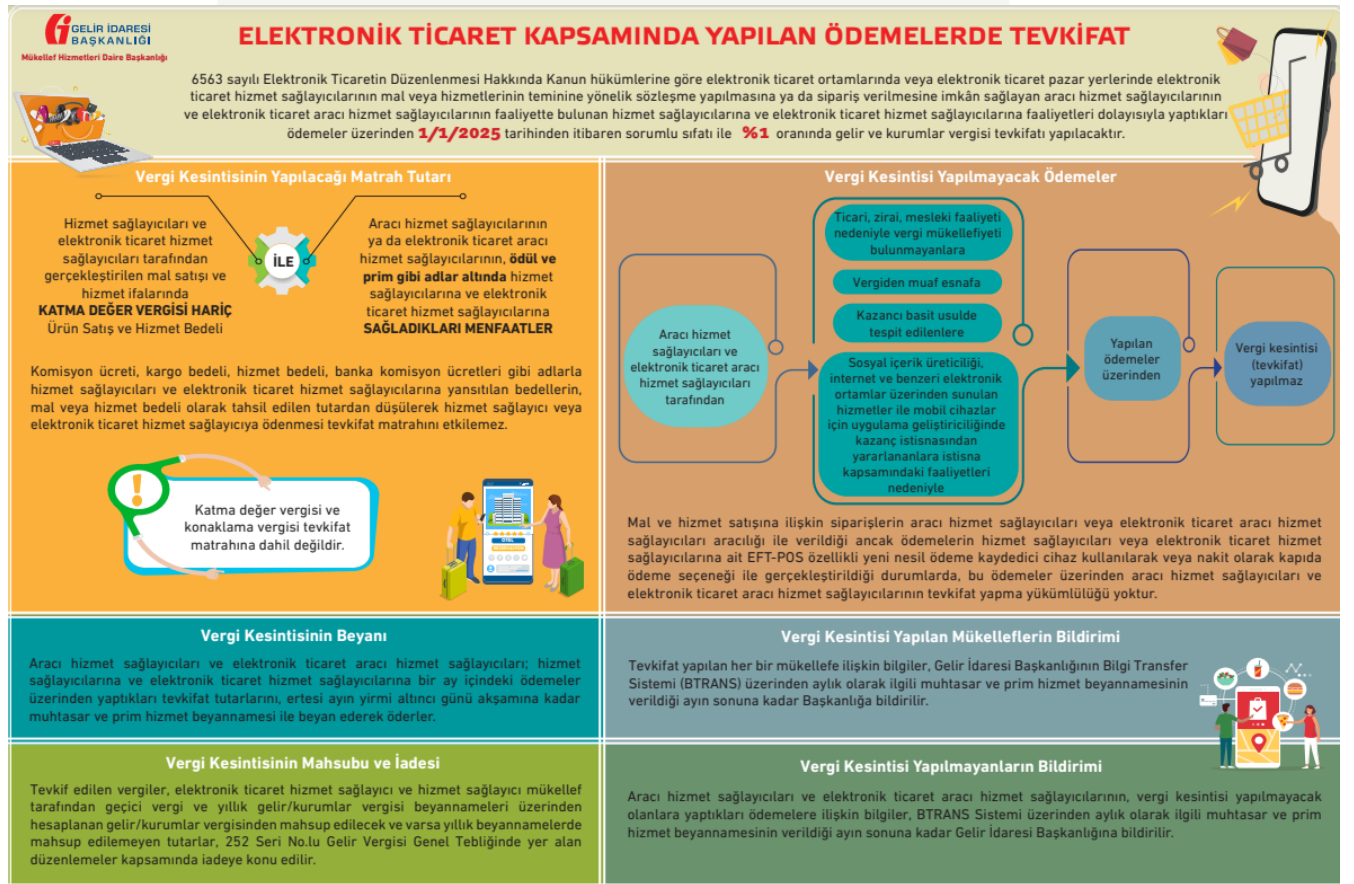 GELİR İDARESİ
BAŞKANLIĞI
Mükellef Hizmetleri Daire Başkanlığı
ELEKTRONİK TİCARET KAPSAMINDA YAPILAN ÖDEMELERDE TEVKİFAT
6563 sayılı Elektronik Ticaretin Düzenlenmesi Hakkında Kanun hükümlerine göre elektronik ticaret ortamlarında veya elektronik ticaret pazar yerlerinde elektronik
ticaret hizmet sağlayıcılarının mal veya hizmetlerinin teminine yönelik sözleşme yapılmasına ya da sipariş verilmesine imkân sağlayan aracı hizmet sağlayıcılarının
ve elektronik ticaret aracı hizmet sağlayıcılarının faaliyette bulunan hizmet sağlayıcılarına ve elektronik ticaret hizmet sağlayıcılarına faaliyetleri dolayısıyla yaptıkları
ödemeler üzerinden 1/1/2025 tarihinden itibaren sorumlu sıfatı ile %1 oranında gelir ve kurumlar vergisi tevkifatı yapılacaktır.
Vergi Kesintisinin Yapılacağı Matrah Tutarı
Hizmet sağlayıcıları ve
elektronik ticaret hizmet
sağlayıcıları tarafından
gerçekleştirilen mal satışı ve
hizmet ifalarında
KATMA DEĞER VERGİSİ HARİÇ
Ürün Satış ve Hizmet Bedeli
İLE
Aracı hizmet sağlayıcılarının
ya da elektronik ticaret aracı
hizmet sağlayıcılarının, ödül ve
prim gibi adlar altında hizmet
sağlayıcılarına ve elektronik
ticaret hizmet sağlayıcılarına
SAĞLADIKLARI MENFAATLER
Komisyon ücreti, kargo bedeli, hizmet bedeli, banka komisyon ücretleri gibi adlarla
hizmet sağlayıcıları ve elektronik ticaret hizmet sağlayıcılarına yansıtılan bedellerin,
mal veya hizmet bedeli olarak tahsil edilen tutardan düşülerek hizmet sağlayıcı veya
elektronik ticaret hizmet sağlayıcıya ödenmesi tevkifat matrahını etkilemez.
Katma değer vergisi ve
konaklama vergisi tevkifat
matrahına dahil değildir.
Vergi Kesintisi Yapılmayacak Ödemeler
Aracı hizmet
sağlayıcıları ve
elektronik ticaret aracı
hizmet sağlayıcıları
tarafından
Ticari, zirai, mesleki faaliyeti
nedeniyle vergi mükellefiyeti
bulunmayanlara
Vergiden muaf esnafa
Kazancı basit usulde
tespit edilenlere
Sosyal içerik üreticiliği,
internet ve benzeri elektronik
ortamlar üzerinden sunulan
hizmetler ile mobil cihazlar
için uygulama geliştiriciliğinde
kazanç istisnasından
yararlananlara istisna
kapsamındaki faaliyetleri
nedeniyle
Yapılan
ödemeler
üzerinden
Vergi kesintisi
(tevkifat)
yapılmaz
Mal ve hizmet satışına ilişkin siparişlerin aracı hizmet sağlayıcıları veya elektronik ticaret aracı hizmet
sağlayıcıları aracılığı ile verildiği ancak ödemelerin hizmet sağlayıcıları veya elektronik ticaret hizmet
sağlayıcılarına ait EFT-POS özellikli yeni nesil ödeme kaydedici cihaz kullanılarak veya nakit olarak kapıda
ödeme seçeneği ile gerçekleştirildiği durumlarda, bu ödemeler üzerinden aracı hizmet sağlayıcıları ve
elektronik ticaret aracı hizmet sağlayıcılarının tevkifat yapma yükümlülüğü yoktur.
Vergi Kesintisinin Beyanı
Aracı hizmet sağlayıcıları ve elektronik ticaret aracı hizmet sağlayıcıları; hizmet
sağlayıcılarına ve elektronik ticaret hizmet sağlayıcılarına bir ay içindeki ödemeler
üzerinden yaptıkları tevkifat tutarlarını, ertesi ayın yirmi altıncı günü akşamına kadar
muhtasar ve prim hizmet beyannamesi ile beyan ederek öderler.
Vergi Kesintisi Yapılan Mükelleflerin Bildirimi
Tevkifat yapılan her bir mükellefe ilişkin bilgiler, Gelir İdaresi Başkanlığının Bilgi Transfer
Sistemi (BTRANS) üzerinden aylık olarak ilgili muhtasar ve prim hizmet beyannamesinin
verildiği ayın sonuna kadar Başkanlığa bildirilir.
Vergi Kesintisinin Mahsubu ve İadesi
Tevkif edilen vergiler, elektronik ticaret hizmet sağlayıcı ve hizmet sağlayıcı mükellef
tarafından geçici vergi ve yıllık gelir/kurumlar vergisi beyannameleri üzerinden
hesaplanan gelir/kurumlar vergisinden mahsup edilecek ve varsa yıllık beyannamelerde
mahsup edilemeyen tutarlar, 252 Seri No.lu Gelir Vergisi Genel Tebliğinde yer alan
düzenlemeler kapsamında iadeye konu edilir.
Vergi Kesintisi Yapılmayanların Bildirimi
Aracı hizmet sağlayıcıları ve elektronik ticaret aracı hizmet sağlayıcılarının, vergi kesintisi yapılmayacak
olanlara yaptıkları ödemelere ilişkin bilgiler, BTRANS Sistemi üzerinden aylık olarak ilgili muhtasar ve prim
hizmet beyannamesinin verildiği ayın sonuna kadar Gelir İdaresi Başkanlığına bildirilir.